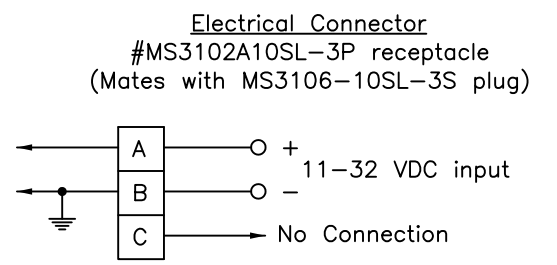 Electrical Connector
#MS3102A10SL-3P receptacle
(Mates with MS3106-10SL-3S plug)
A
+
11-32 VDC input
B
-
C
No Connection